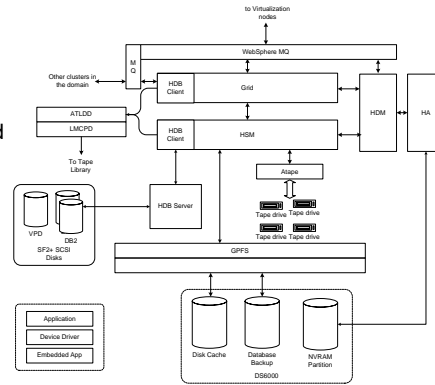 to Virtualization
nodes
WebSphere MQ
M
Q
Other clusters in
the domain
HDB
Client
Grid
HDM
HA
ATLDD
LMCPD
HDB
Client
HSM
d
To Tape
Library
Atape
HDB Server
Tape drive
Tape drive
Tape drive
Tape drive
VPD
DB2
SF2+ SCSI
Disks
GPFS
Application
Device Driver
Embedded App
Disk Cache
Database
Backup
NVRAM
Partition
DS6000